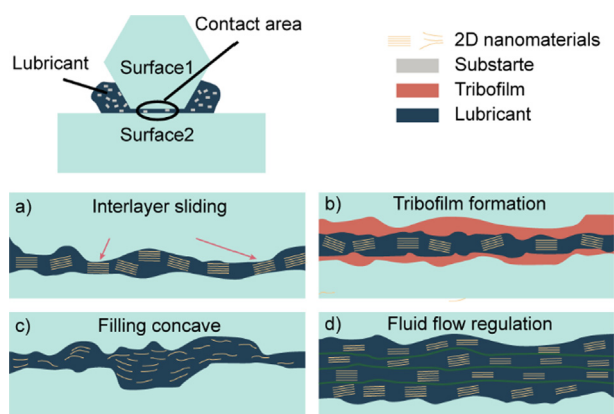 Contact area
Lubricant
Surface1
Surface2
2D nanomaterials
Substarte
Tribofilm
Lubricant
a) Interlayer sliding
b) Tribofilm formation
c) Filling concave
d) Fluid flow regulation